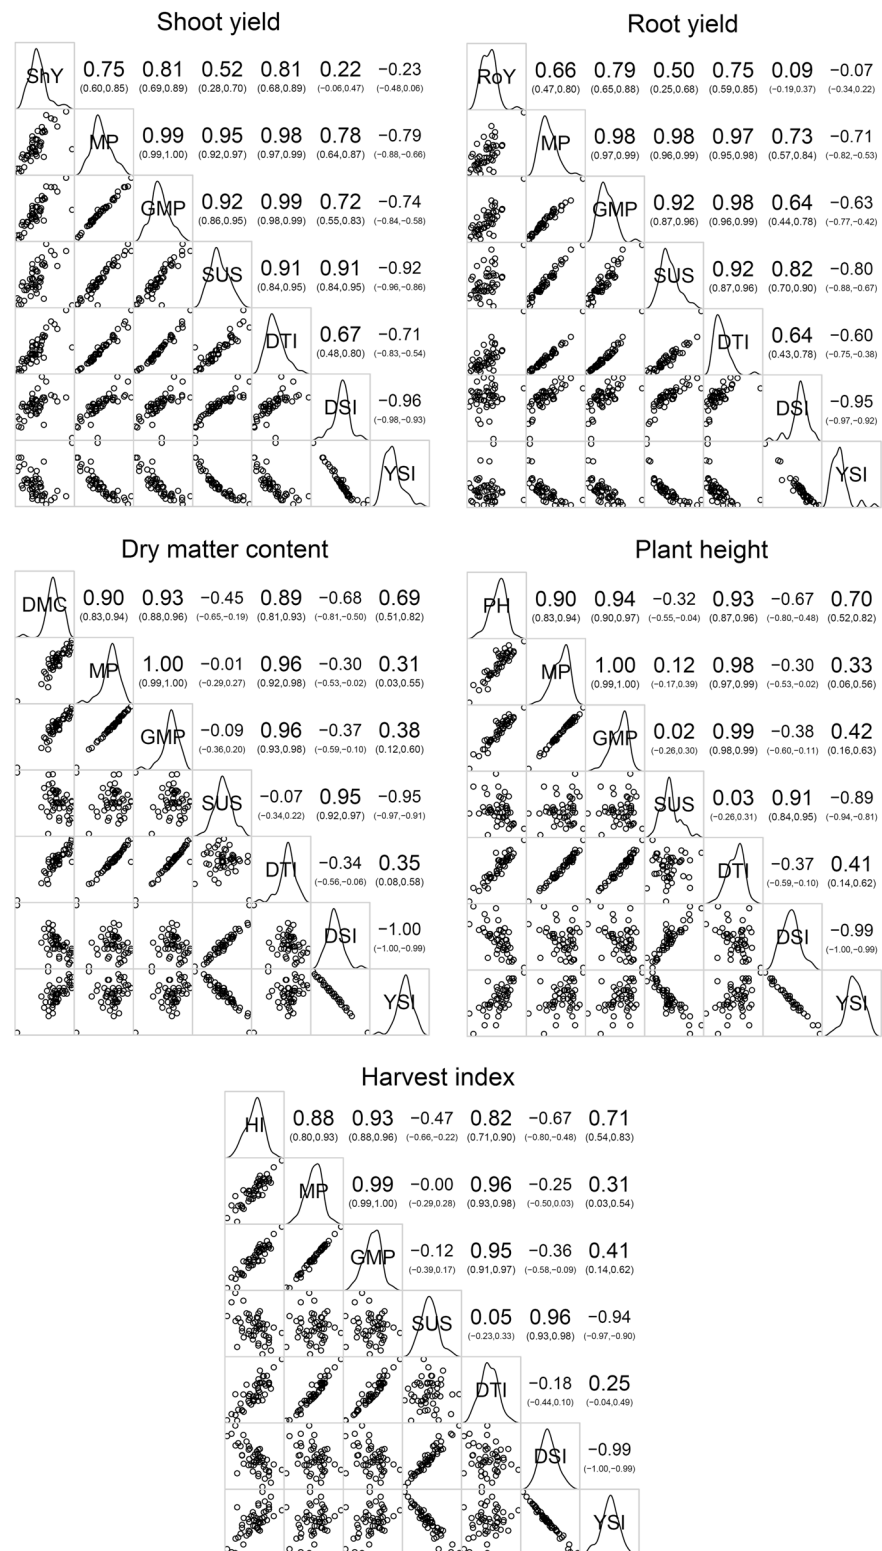 Shoot yield
ShY 0.75 0.81 0.52 0.81 0.22 −0.23
(0.60,0.85) (0.69,0.89) (0.28,0.70) (0.68,0.89) (−0.06,0.47) (−0.48,0.06)
MP 0.99 0.95 0.98 0.78 −0.79
(0.99,1.00) (0.92,0.97) (0.97,0.99) (0.64,0.87) (−0.88,−0.66)
GMP 0.92 0.99 0.72 −0.74
(0.86,0.95) (0.98,0.99) (0.55,0.83) (−0.84,−0.58)
SUS 0.91 0.91 −0.92
(0.84,0.95) (0.84,0.95) (−0.96,−0.86)
DTI 0.67 −0.71
(0.48,0.80) (−0.83,−0.54)
DSI −0.96
(−0.98,−0.93)
YSI
Root yield
RoY 0.66 0.79 0.50 0.75 0.09 −0.07
(0.47,0.80) (0.65,0.88) (0.25,0.68) (0.59,0.85) (−0.19,0.37) (−0.34,0.22)
MP 0.98 0.98 0.97 0.73 −0.71
(0.97,0.99) (0.96,0.99) (0.95,0.98) (0.57,0.84) (−0.82,−0.53)
GMP 0.92 0.98 0.64 −0.63
(0.87,0.96) (0.96,0.99) (0.44,0.78) (−0.77,−0.42)
SUS 0.92 0.82 −0.80
(0.87,0.96) (0.70,0.90) (−0.88,−0.67)
DTI 0.64 −0.60
(0.43,0.78) (−0.75,−0.38)
DSI −0.95
(−0.97,−0.92)
YSI
Dry matter content
DMC 0.90 0.93 −0.45 0.89 −0.68 0.69
(0.83,0.94) (0.88,0.96) (−0.65,−0.19) (0.81,0.93) (−0.81,−0.50) (0.51,0.82)
MP 1.00 −0.01 0.96 −0.30 0.31
(0.99,1.00) (−0.29,0.27) (0.92,0.98) (−0.53,−0.02) (0.03,0.55)
GMP −0.09 0.96 −0.37 0.38
(−0.36,0.20) (0.93,0.98) (−0.59,−0.10) (0.12,0.60)
SUS −0.07 0.95 −0.95
(−0.34,0.22) (0.92,0.97) (−0.97,−0.91)
DTI −0.34 0.35
(−0.56,−0.06) (0.08,0.58)
DSI −1.00
(−1.00,−0.99)
YSI
Plant height
PH 0.90 0.94 −0.32 0.93 −0.67 0.70
(0.83,0.94) (0.90,0.97) (−0.55,−0.04) (0.87,0.96) (−0.80,−0.48) (0.52,0.82)
MP 1.00 0.12 0.98 −0.30 0.33
(0.99,1.00) (−0.17,0.39) (0.97,0.99) (−0.53,−0.02) (0.06,0.56)
GMP 0.02 0.99 −0.38 0.42
(−0.26,0.30) (0.98,0.99) (−0.60,−0.11) (0.16,0.63)
SUS 0.03 0.91 −0.89
(−0.26,0.31) (0.84,0.95) (−0.94,−0.81)
DTI −0.37 0.41
(−0.59,−0.10) (0.14,0.62)
DSI −0.99
(−1.00,−0.99)
YSI
Harvest index
HI 0.88 0.93 −0.47 0.82 −0.67 0.71
(0.80,0.93) (0.88,0.96) (−0.66,−0.22) (0.71,0.90) (−0.80,−0.48) (0.54,0.83)
MP 0.99 −0.00 0.96 −0.25 0.31
(0.99,1.00) (−0.29,0.28) (0.93,0.98) (−0.50,0.03) (0.03,0.54)
GMP −0.12 0.95 −0.36 0.41
(−0.39,0.17) (0.91,0.97) (−0.58,−0.09) (0.14,0.62)
SUS 0.05 0.96 −0.94
(−0.23,0.33) (0.93,0.98) (−0.97,−0.90)
DTI −0.18 0.25
(−0.44,0.10) (−0.04,0.49)
DSI −0.99
(−1.00,−0.99)
YSI